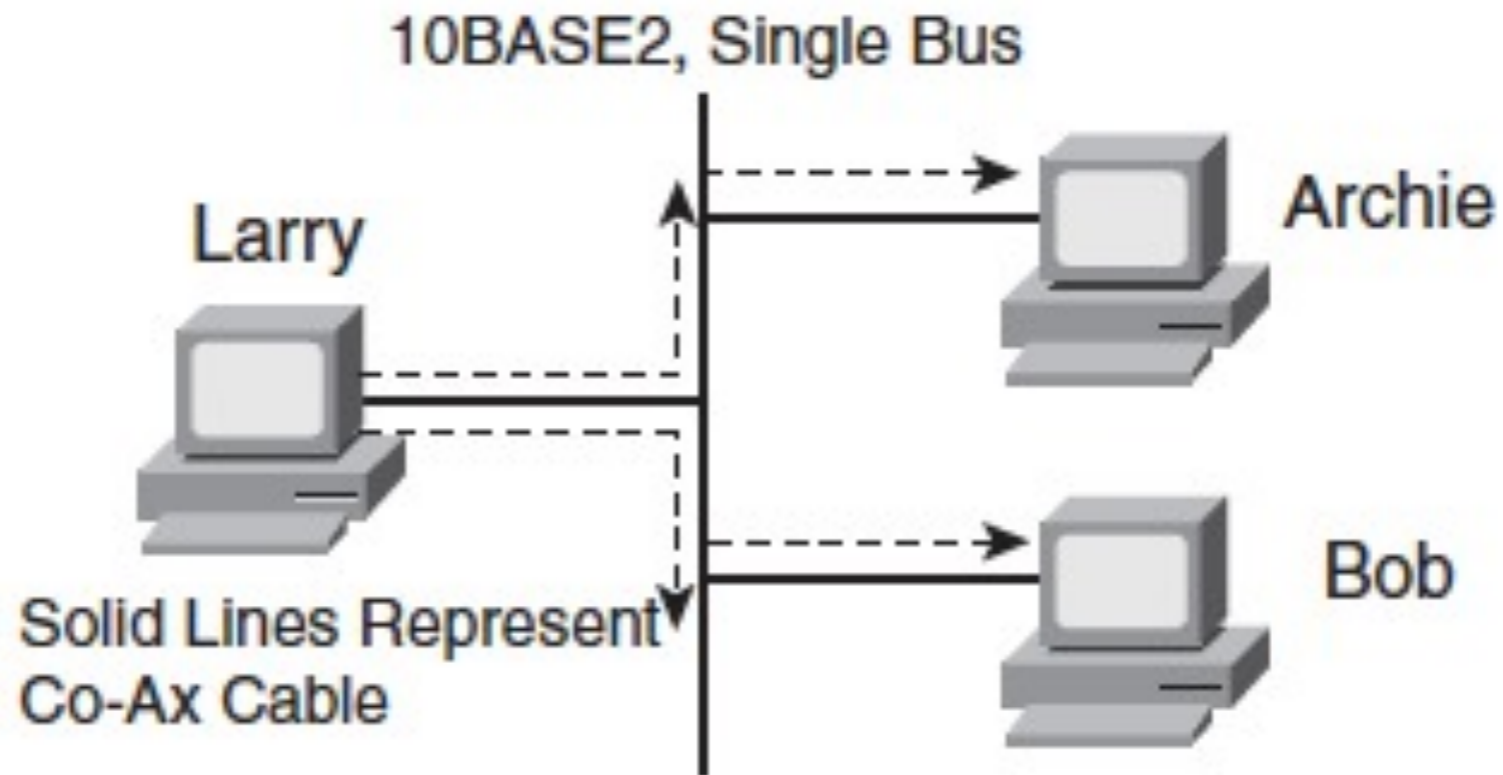 10BASE2, Single Bus
Larry
Archie
Bob
Solid Lines Represent
Co-Ax Cable